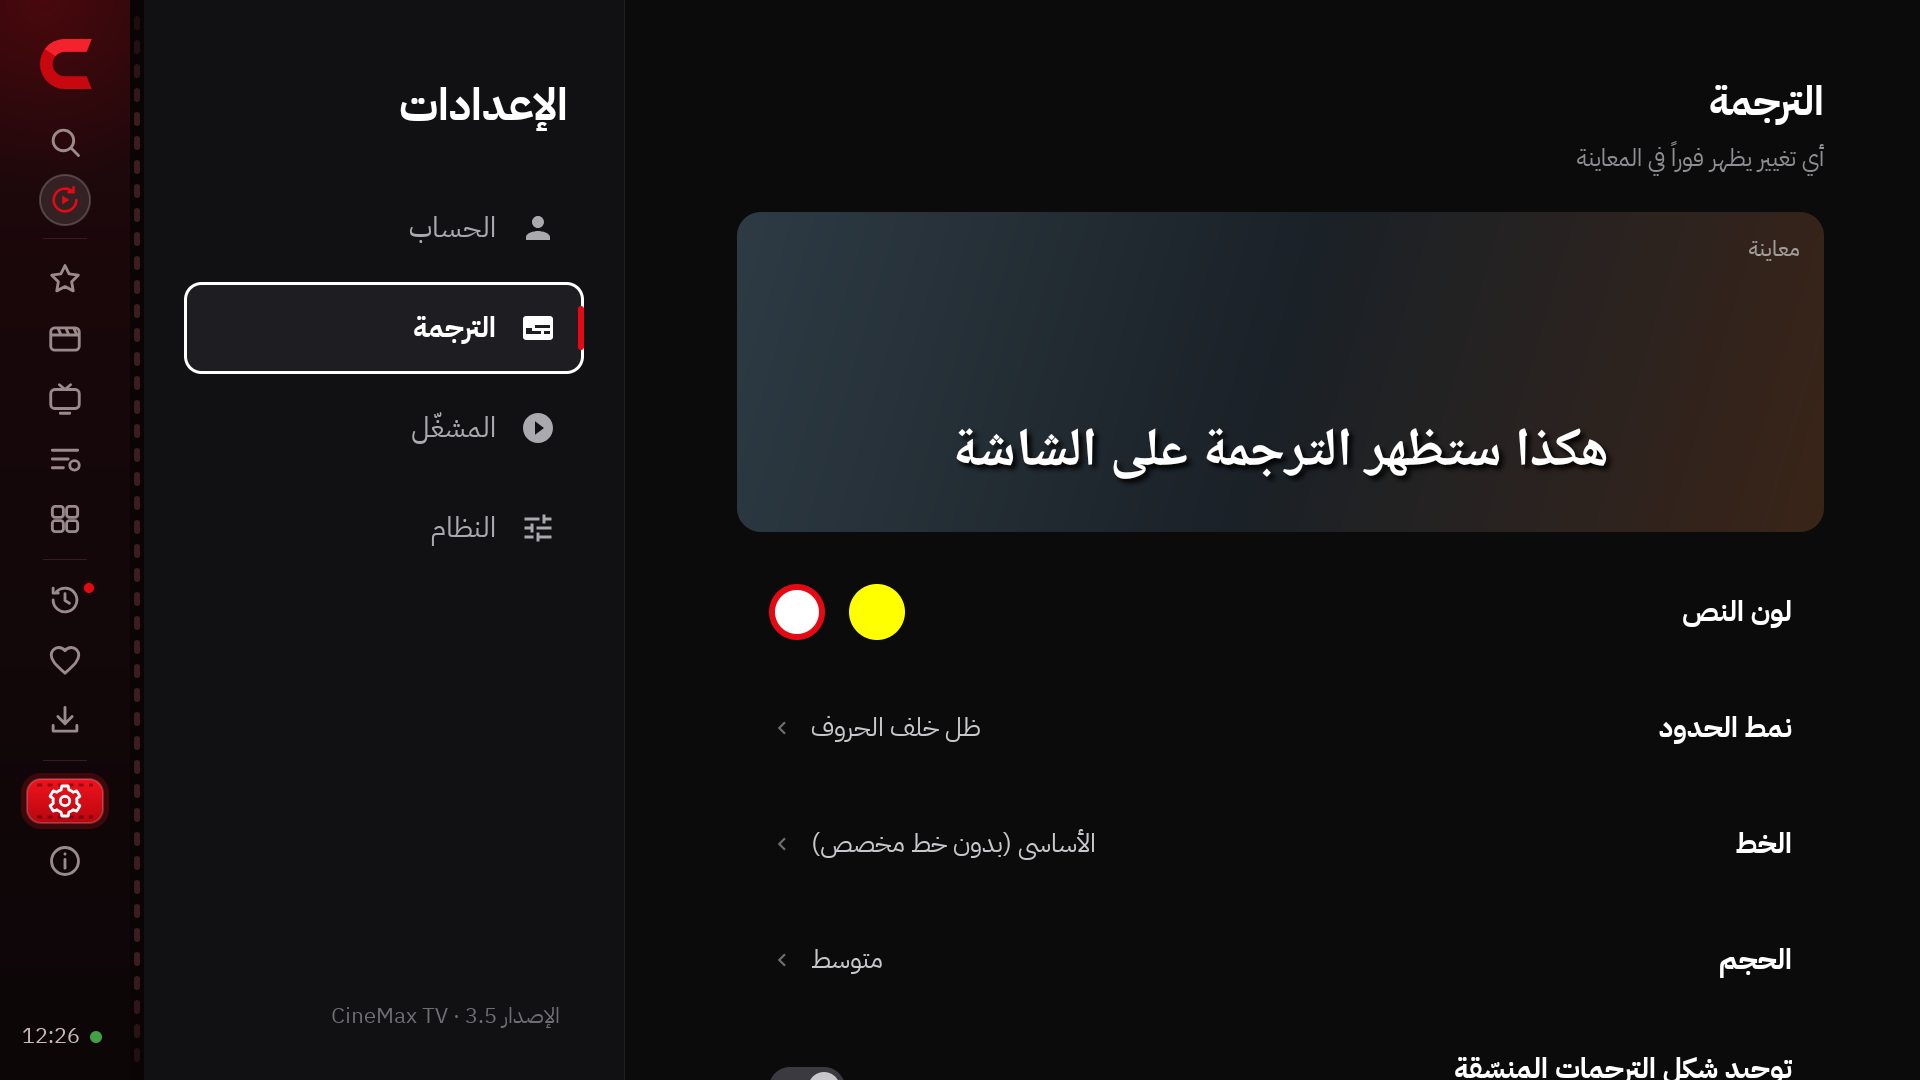 الإعدادات
الحساب
الترجمة
المشغّل
النظام
الإصدار 3.5 · CineMax TV
12:26
الترجمة
أي تغيير يظهر فوراً في المعاينة
معاينة
هكذا ستظهر الترجمة على الشاشة
لون النص
نمط الحدود
ظل خلف الحروف
الخط
الأساسي (بدون خط مخصص)
الحجم
متوسط
توحيد شكل الترجمات المنسّقة